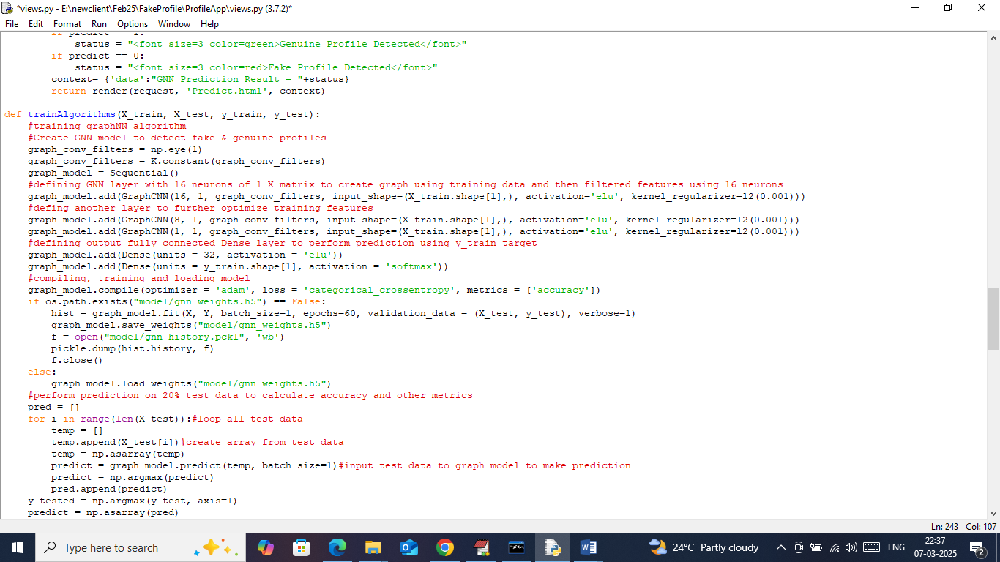 *views.py - E:\newclient\Feb25\FakeProfile\ProfileApp\views.py (3.7.2)*
File Edit Format Run Options Window Help
if predict == 1:
status = "<font size=3 color=green>Genuine Profile Detected</font>"
if predict == 0:
status = "<font size=3 color=red>Fake Profile Detected</font>"
context= {'data':"GNN Prediction Result = "+status}
return render(request, 'Predict.html', context)
def trainAlgorithms(X_train, X_test, y_train, y_test):
#training graphNN algorithm
#Create GNN model to detect fake & genuine profiles
graph_conv_filters = np.eye(1)
graph_conv_filters = K.constant(graph_conv_filters)
graph_model = Sequential()
#defining GNN layer with 16 neurons of 1 X matrix to create graph using training data and then filtered features using 16 neurons
graph_model.add(GraphCNN(16, 1, graph_conv_filters, input_shape=(X_train.shape[1],), activation='elu', kernel_regularizer=l2(0.001)))
#defing another layer to further optimize training features
graph_model.add(GraphCNN(8, 1, graph_conv_filters, input_shape=(X_train.shape[1],), activation='elu', kernel_regularizer=l2(0.001)))
graph_model.add(GraphCNN(1, 1, graph_conv_filters, input_shape=(X_train.shape[1],), activation='elu', kernel_regularizer=l2(0.001)))
#defining output fully connected Dense layer to perform prediction using y_train target
graph_model.add(Dense(units = 32, activation = 'elu'))
graph_model.add(Dense(units = y_train.shape[1], activation = 'softmax'))
#compiling, training and loading model
graph_model.compile(optimizer = 'adam', loss = 'categorical_crossentropy', metrics = ['accuracy'])
if os.path.exists("model/gnn_weights.h5") == False:
hist = graph_model.fit(X, Y, batch_size=1, epochs=60, validation_data = (X_test, y_test), verbose=1)
graph_model.save_weights("model/gnn_weights.h5")
f = open("model/gnn_history.pckl", 'wb')
pickle.dump(hist.history, f)
f.close()
else:
graph_model.load_weights("model/gnn_weights.h5")
#perform prediction on 20% test data to calculate accuracy and other metrics
pred = []
for i in range(len(X_test)):#loop all test data
temp = []
temp.append(X_test[i])#create array from test data
temp = np.asarray(temp)
predict = graph_model.predict(temp, batch_size=1)#input test data to graph model to make prediction
predict = np.argmax(predict)
pred.append(predict)
y_tested = np.argmax(y_test, axis=1)
predict = np.asarray(pred)
Ln: 243 Col: 107
Type here to search
MySQL
24°C Partly cloudy
ENG
22:37
07-03-2025
2